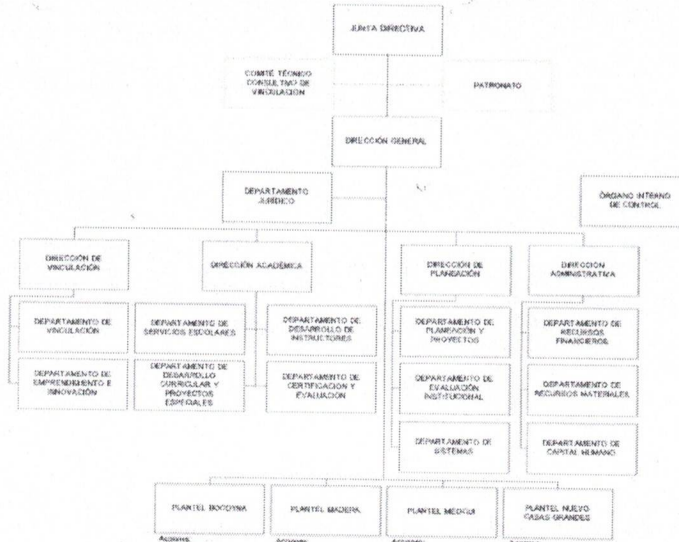 JUNTA DIRECTIVA
COMITÉ TÉCNICO
CONSULTIVO DE
VINCULACIÓN
PATRONATO
DIRECCIÓN GENERAL
DEPARTAMENTO
JURÍDICO
ÓRGANO INTERNO
DE CONTROL
DIRECCIÓN DE
VINCULACIÓN
DIRECCIÓN ACADÉMICA
DIRECCIÓN DE
PLANEACIÓN
DIRECCION
ADMINISTRATIVA
DEPARTAMENTO DE
VINCULACIÓN
DEPARTAMENTO DE
SERVICIOS ESCOLARES
DEPARTAMENTO DE
DESARROLLO DE
INSTRUCTORES
DEPARTAMENTO DE
PLANEACIÓN Y
PROYECTOS
DEPARTAMENTO DE
RECURSOS
FINANCIEROS
DEPARTAMENTO DE
EMPRENDIMIENTO E
INNOVACIÓN
DEPARTAMENTO DE
DESARROLLO
CURRICULAR Y
PROYECTOS
ESPECIALES
DEPARTAMENTO DE
CERTIFICACION Y
EVALUACIÓN
DEPARTAMENTO DE
EVALUACIÓN
INSTITUCIONAL
DEPARTAMENTO DE
RECURSOS MATERIALES
DEPARTAMENTO DE
SISTEMAS
DEPARTAMENTO DE
CAPITAL HUMANO
PLANTEL BOCOYNA
PLANTEL MADERA
PLANTEL MEOQUI
PLANTEL NUEVO
CASAS GRANDES